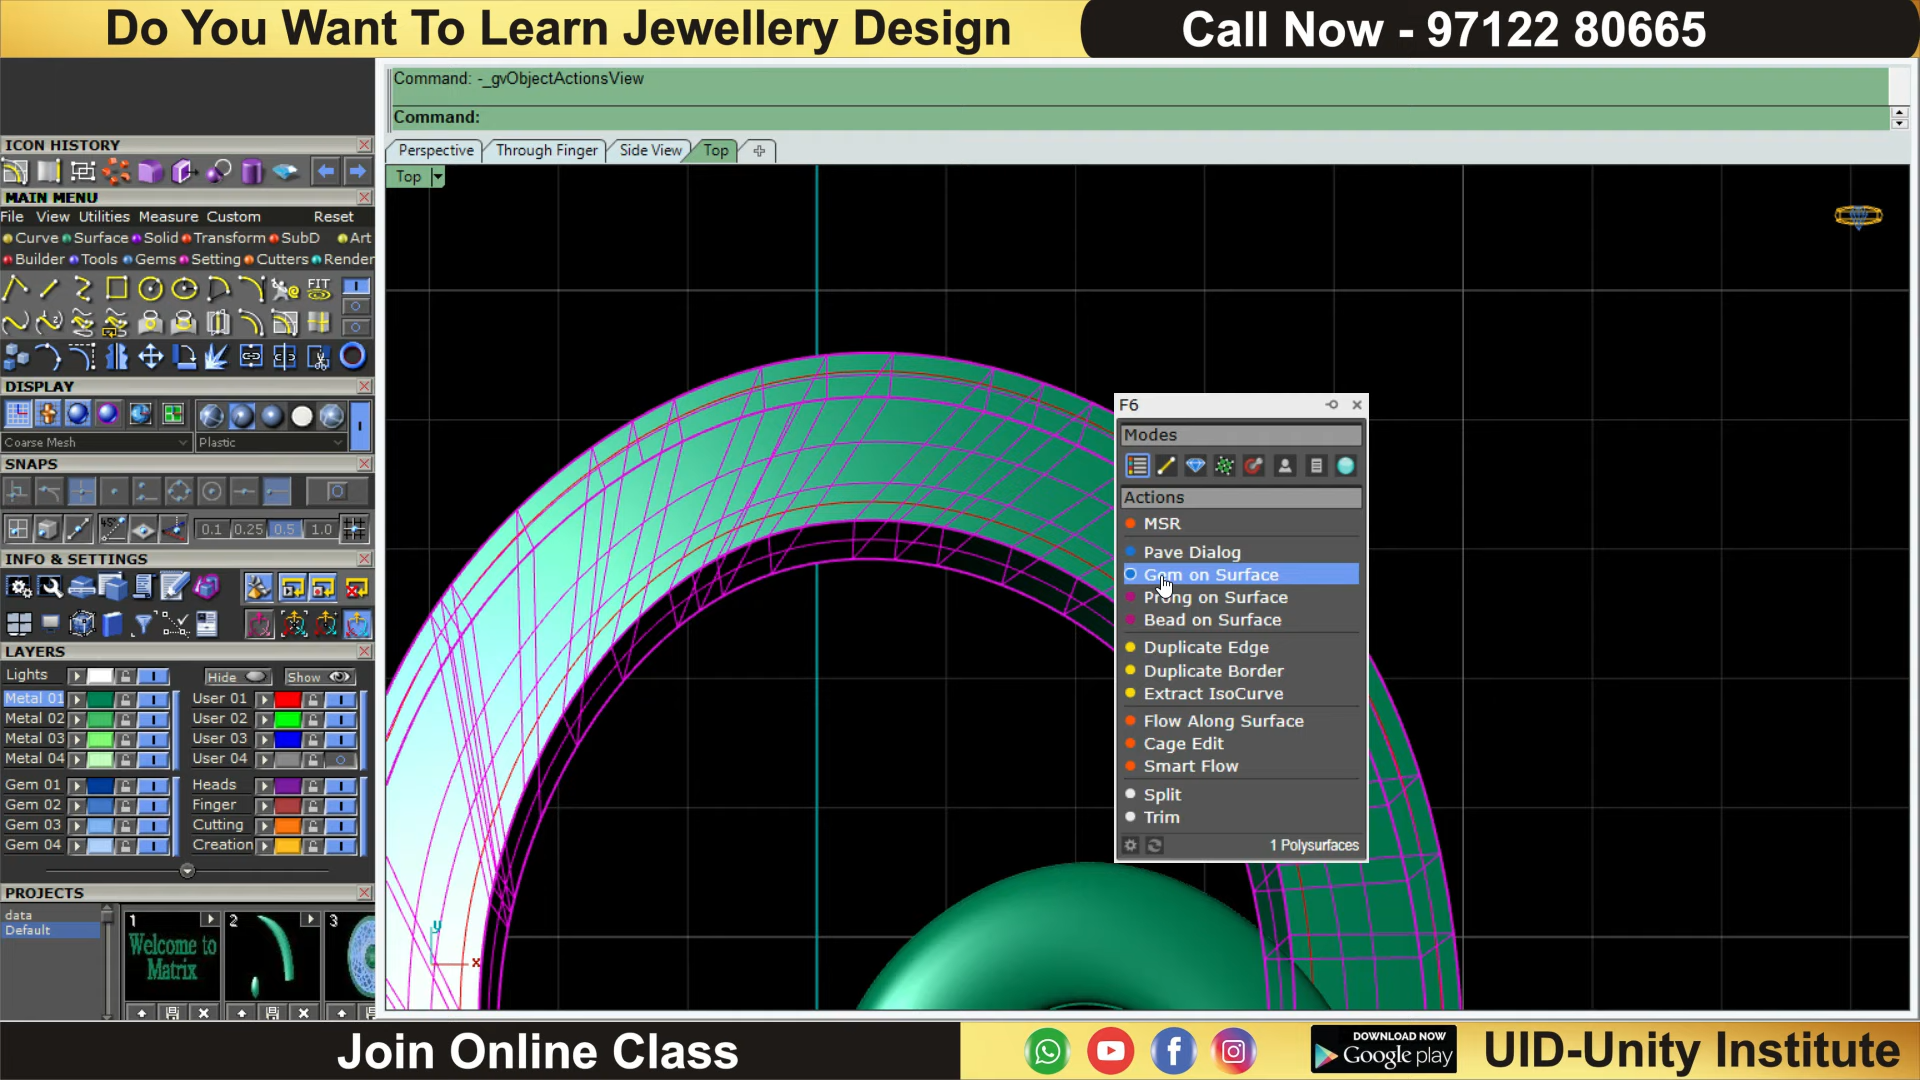 Do You Want To Learn Jewellery Design
Call Now - 97122 80665
Command: -_gvObjectActionsView
Command:
Perspective
Through Finger
Side View
Top
Top
ICON HISTORY
MAIN MENU
File View Utilities Measure Custom Reset
Curve Surface Solid Transform SubD Art
Builder Tools Gems Setting Cutters Render
FIT
DISPLAY
Coarse Mesh
Plastic
SNAPS
45°
0.1 0.25 0.5 1.0
INFO & SETTINGS
LAYERS
Lights
Hide
Show
Metal 01
User 01
Metal 02
User 02
Metal 03
User 03
Metal 04
User 04
Gem 01
Heads
Gem 02
Finger
Gem 03
Cutting
Gem 04
Creation
PROJECTS
data
Default
1
Welcome to
Matrix
2
3
y
x
F6
Modes
Actions
MSR
Pave Dialog
Gem on Surface
Prong on Surface
Bead on Surface
Duplicate Edge
Duplicate Border
Extract IsoCurve
Flow Along Surface
Cage Edit
Smart Flow
Split
Trim
1 Polysurfaces
Join Online Class
DOWNLOAD NOW
Google play
UID-Unity Institute